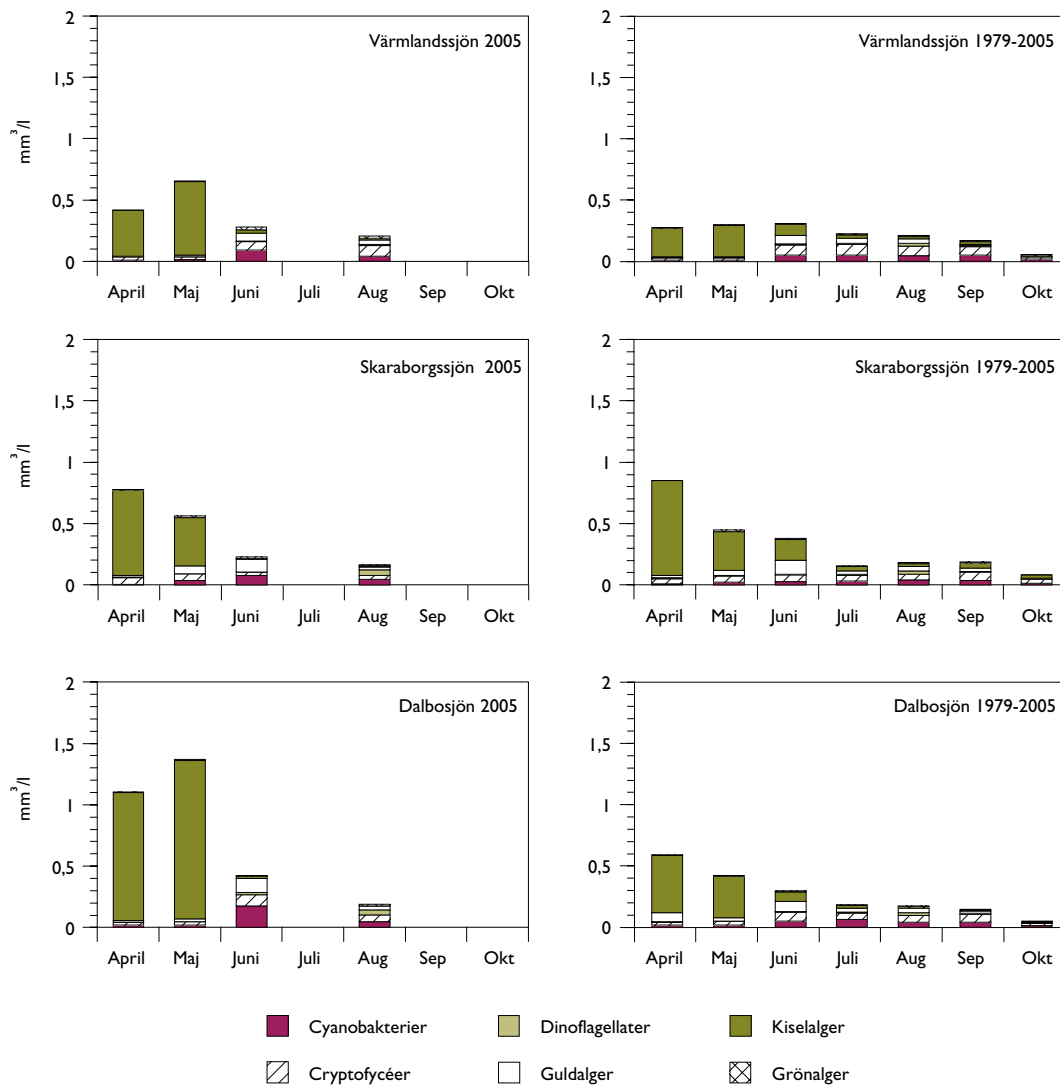 2
1,5
1
0,5
0
mm³/l
Värmlandssjön 2005
April Maj Juni Juli Aug Sep Okt
2
1,5
1
0,5
0
Värmlandssjön 1979-2005
April Maj Juni Juli Aug Sep Okt
2
1,5
1
0,5
0
mm³/l
Skaraborgssjön 2005
April Maj Juni Juli Aug Sep Okt
2
1,5
1
0,5
0
Skaraborgssjön 1979-2005
April Maj Juni Juli Aug Sep Okt
2
1,5
1
0,5
0
mm³/l
Dalbosjön 2005
April Maj Juni Juli Aug Sep Okt
2
1,5
1
0,5
0
Dalbosjön 1979-2005
April Maj Juni Juli Aug Sep Okt
Cyanobakterier Dinoflagellater Kiselalger
Cryptofycéer Guldalger Grönalger